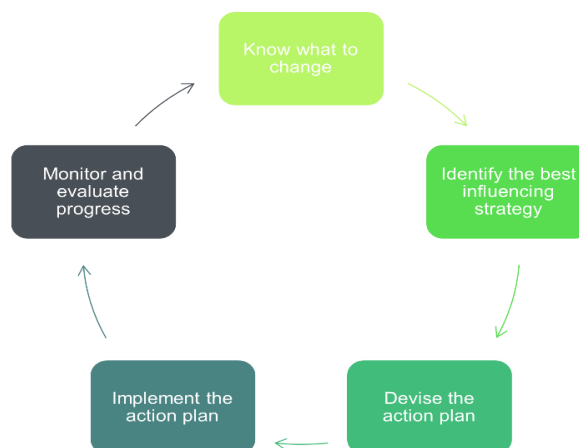 Know what to
change
Identify the best
influencing
strategy
Devise the
action plan
Implement the
action plan
Monitor and
evaluate
progress